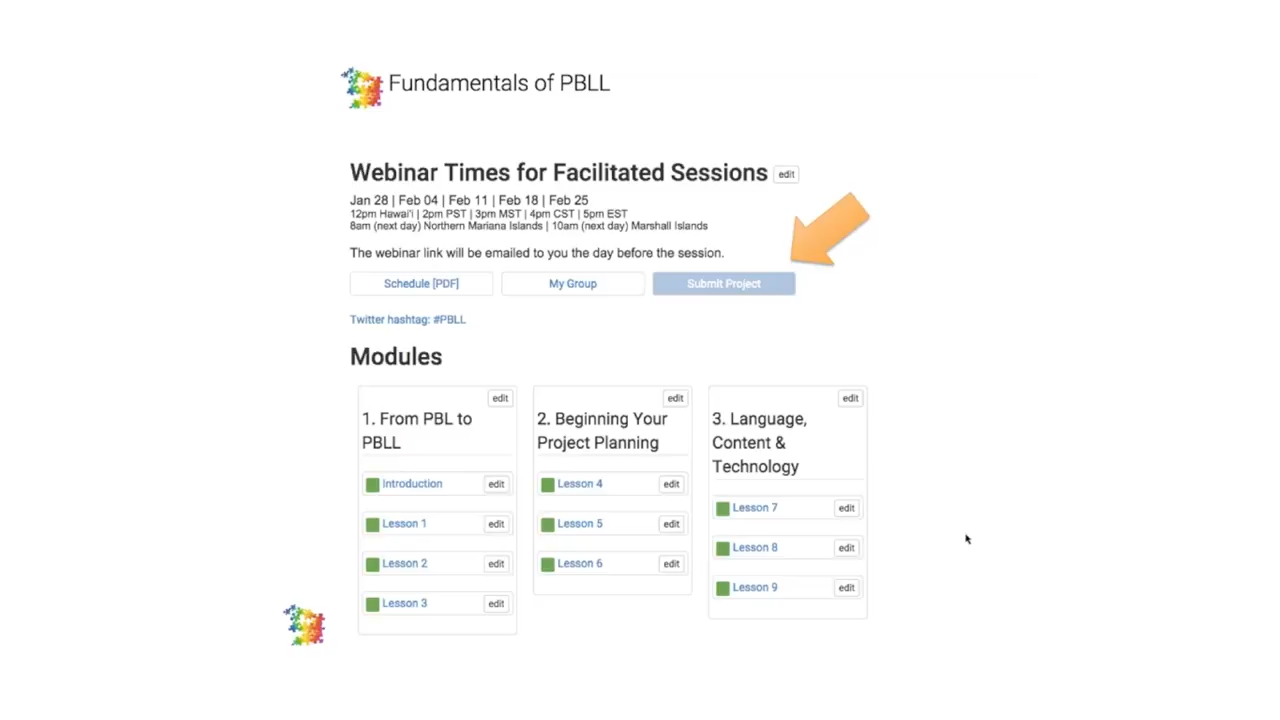 Fundamentals of PBLL
Webinar Times for Facilitated Sessions edit
Jan 28 | Feb 04 | Feb 11 | Feb 18 | Feb 25
12pm Hawai'i | 2pm PST | 3pm MST | 4pm CST | 5pm EST
8am (next day) Northern Mariana Islands | 10am (next day) Marshall Islands
The webinar link will be emailed to you the day before the session.
Schedule [PDF] My Group Submit Project
Twitter hashtag: #PBLL
Modules
edit
1. From PBL to
PBLL
Introduction edit
Lesson 1 edit
Lesson 2 edit
Lesson 3 edit
edit
2. Beginning Your
Project Planning
Lesson 4 edit
Lesson 5 edit
Lesson 6 edit
edit
3. Language,
Content &
Technology
Lesson 7 edit
Lesson 8 edit
Lesson 9 edit